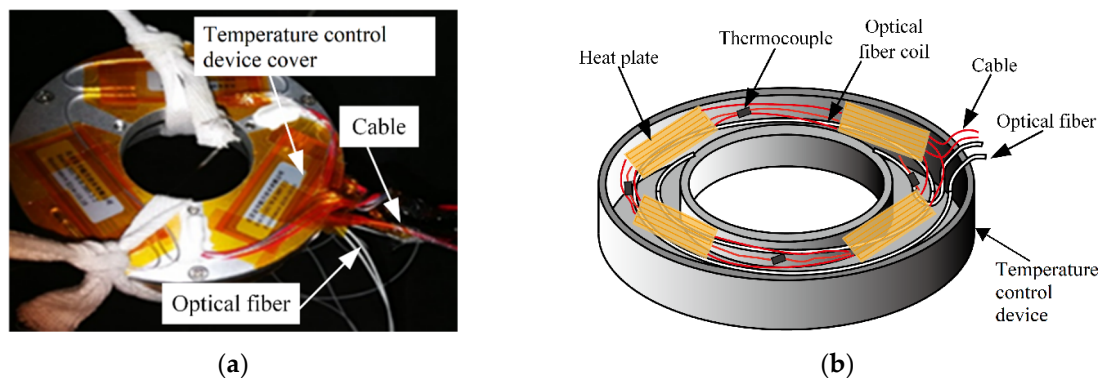 Temperature control
device cover
Cable
Optical fiber
(a)
Heat plate
Thermocouple
Optical
fiber coil
Cable
Optical fiber
Temperature
control
device
(b)